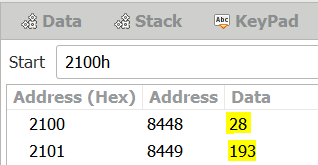 Data Stack Abc KeyPad
Start 2100h
Address (Hex) Address Data
2100 8448 28
2101 8449 193